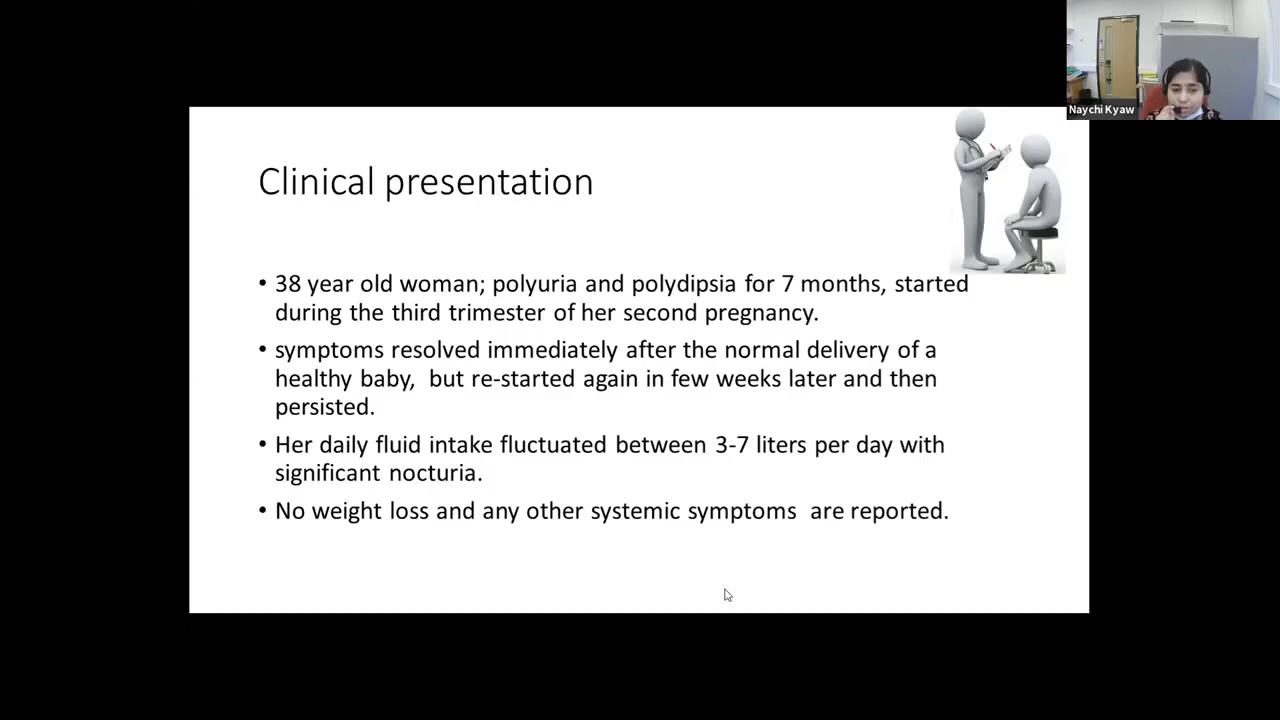 Naychi Kyaw
Clinical presentation
• 38 year old woman; polyuria and polydipsia for 7 months, started
during the third trimester of her second pregnancy.
• symptoms resolved immediately after the normal delivery of a
healthy baby, but re-started again in few weeks later and then
persisted.
• Her daily fluid intake fluctuated between 3-7 liters per day with
significant nocturia.
• No weight loss and any other systemic symptoms are reported.